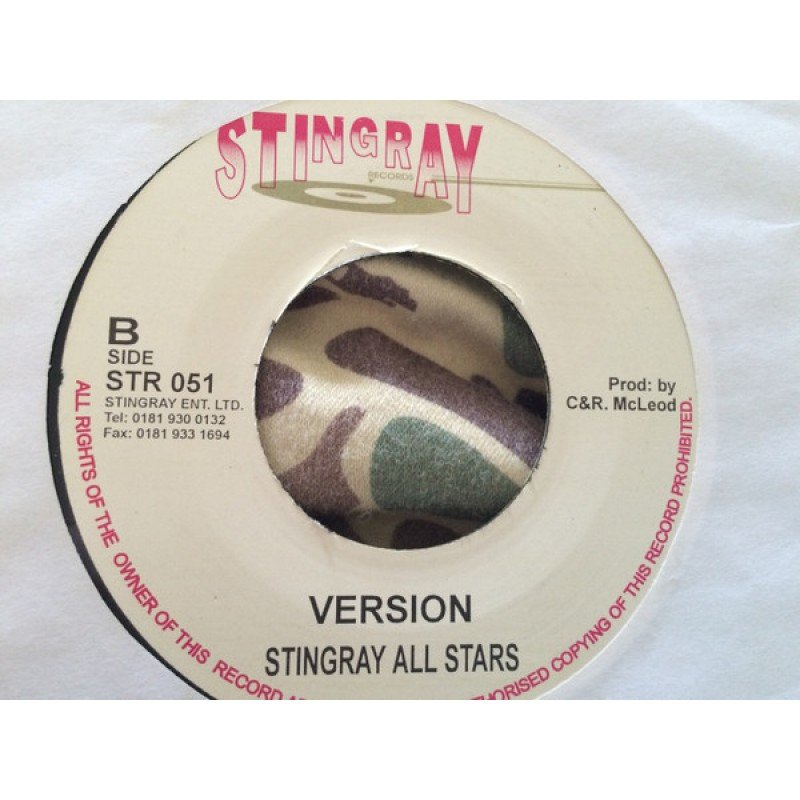 STINGRAY
RECORDS
B
SIDE
STR 051
STINGRAY ENT. LTD.
Tel: 0181 930 0132
Fax: 0181 933 1694
Prod: by
C&R. McLeod
VERSION
STINGRAY ALL STARS
ALL RIGHTS OF THE OWNER OF THIS RECORD
COPYING OF THIS RECORD PROHIBITED.